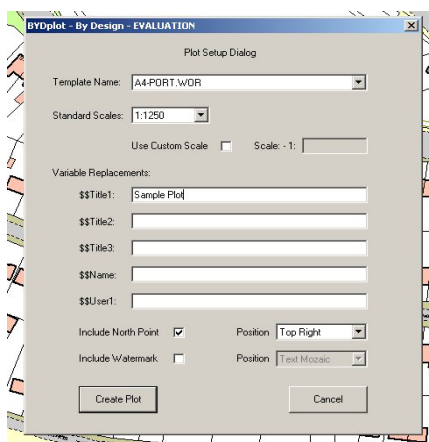 BYDplot - By Design - EVALUATION
Plot Setup Dialog
Template Name: A4-PORT.WOR
Standard Scales: 1:1250
Use Custom Scale Scale: - 1:
Variable Replacements:
$$Title1: Sample Plot
$$Title2:
$$Title3:
$$Name:
$$User1:
Include North Point Position Top Right
Include Watermark Position Text Mozaic
Create Plot Cancel